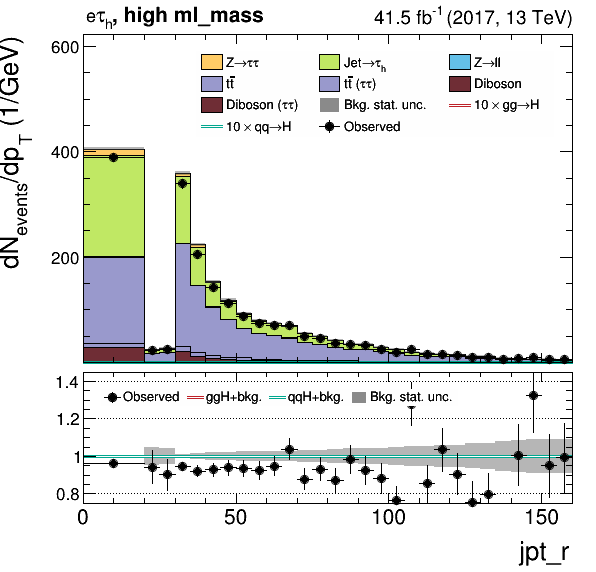 eτh, high ml_mass 41.5 fb-1 (2017, 13 TeV)
dNevents/dpT (1/GeV)
600
400
200
Z→ττ Jet→τh Z→ll
tt̄ tt̄ (ττ) Diboson
Diboson (ττ) Bkg. stat. unc. 10 × gg→H
10 × qq→H Observed
1.4
1.2
1
0.8
Observed ggH+bkg. qqH+bkg. Bkg. stat. unc.
0 50 100 150
jpt_r